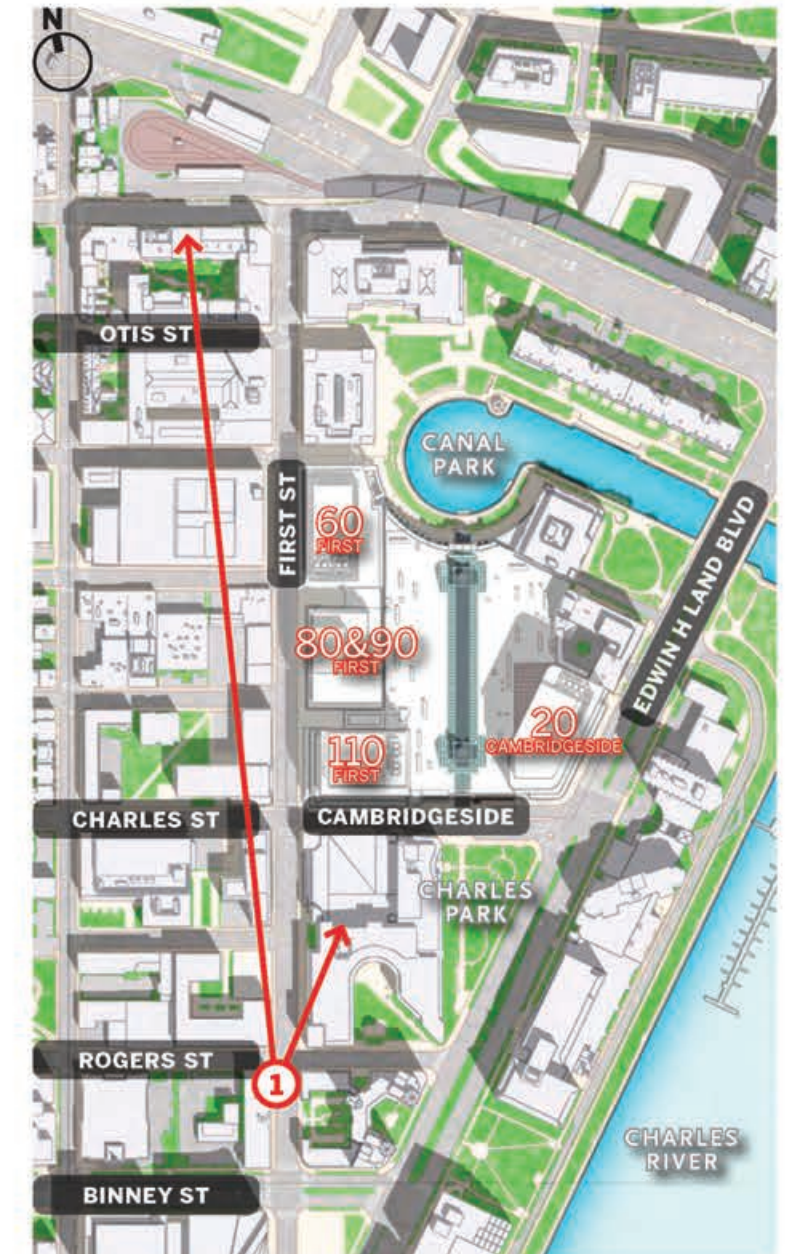 N
OTIS ST
CANAL
PARK
FIRST ST
60
FIRST
EDWIN H LAND BLVD
80&90
FIRST
20
CAMBRIDGESIDE
110
FIRST
CHARLES ST
CAMBRIDGESIDE
CHARLES
PARK
ROGERS ST
1
CHARLES
RIVER
BINNEY ST